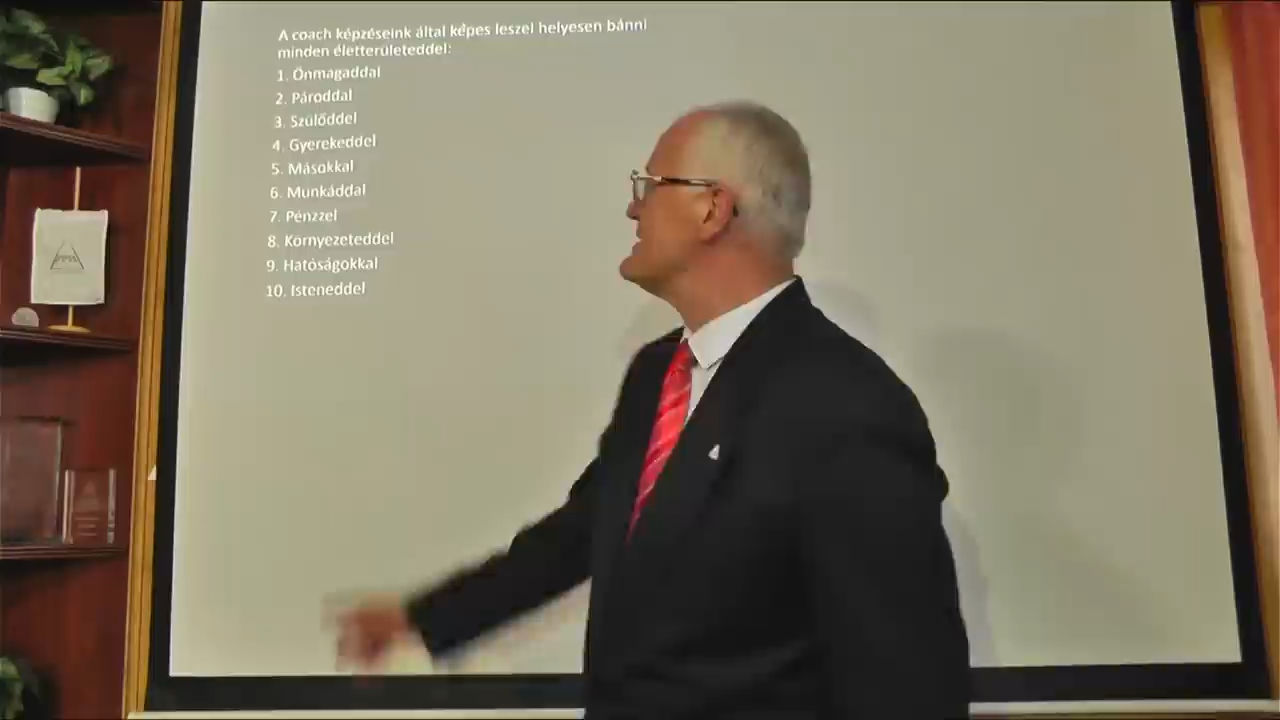 A coach képzéseink által képes leszel helyesen bánni
minden életterületeddel:
1. Önmagaddal
2. Pároddal
3. Szülőddel
4. Gyerekeddel
5. Másokkal
6. Munkáddal
7. Pénzzel
8. Környezeteddel
9. Hatóságokkal
10. Isteneddel